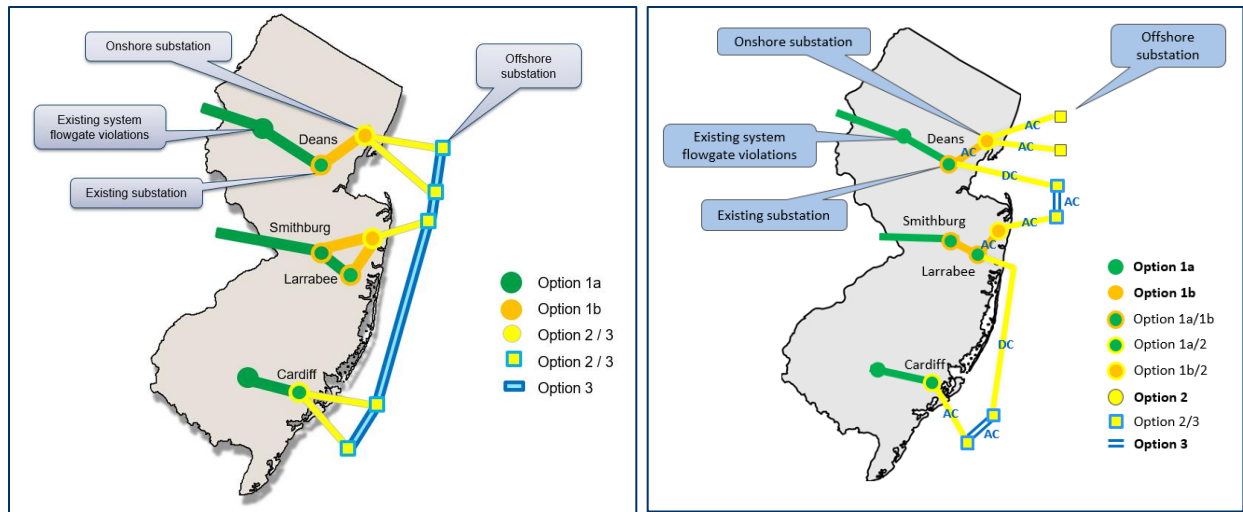 Onshore substation
Offshore
substation
Existing system
flowgate violations
Deans
Existing substation
Smithburg
Larrabee
Cardiff
Option 1a
Option 1b
Option 2 / 3
Option 2 / 3
Option 3
Onshore substation
Offshore
substation
AC
AC
Existing system
flowgate violations
Deans
AC
DC
Existing substation
AC
Smithburg
AC
AC
Larrabee
DC
Cardiff
AC
AC
Option 1a
Option 1b
Option 1a/1b
Option 1a/2
Option 1b/2
Option 2
Option 2/3
Option 3